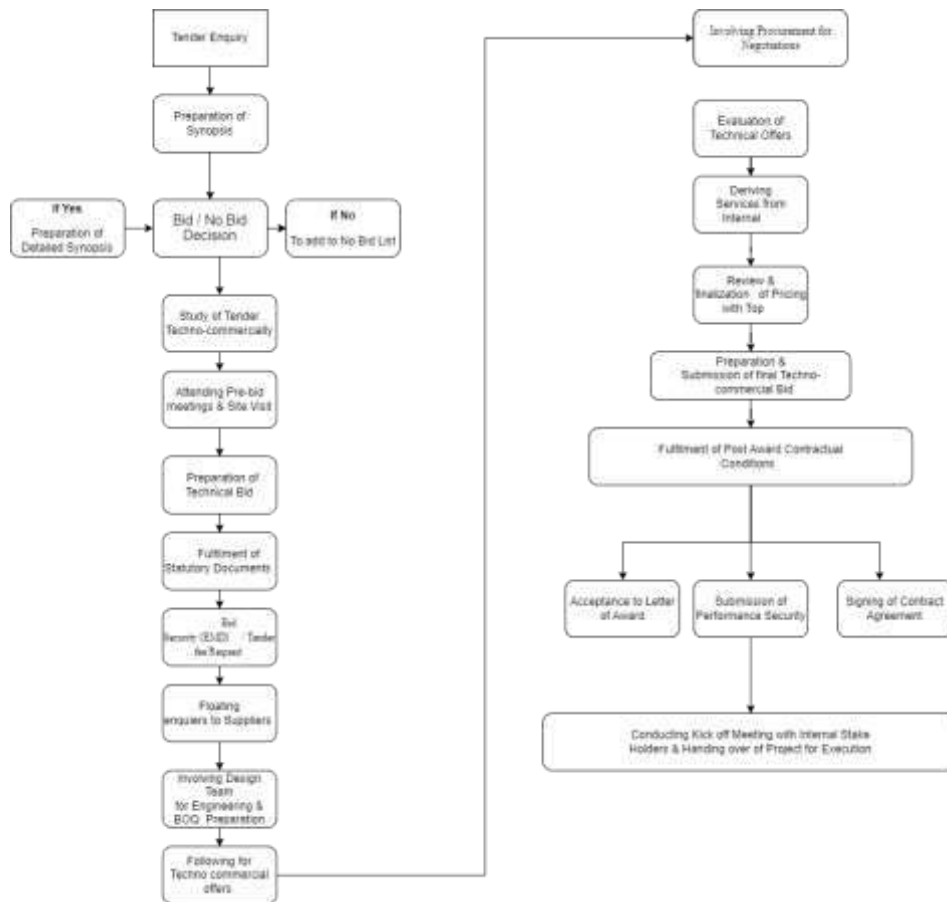 Tender Enquiry
Preparation of
Synopsis
If Yes
Preparation of
Detailed Synopsis
Bid / No Bid
Decision
If No
To add to No Bid List
Study of Tender
Techno-commercially
Attending Pre-bid
meetings & Site Visit
Preparation of
Technical Bid
Fulfilment of
Statutory Documents
Security (EMD) Tender
fee Request
Floating
enquiers to Suppliers
Involving Design
Team
for Engineering &
BOQ Preparation
Following for
Techno commercial
offers
Involving Procurement for
Negotiations
Evaluation of
Technical Offers
Deriving
Services from
Internal
Review &
finalization of Pricing
with Top
Preparation &
Submission of final Techno-
commercial Bid
Fulfilment of Post Award Contractual
Conditions
Acceptance to Letter
of Award
Submission of
Performance Security
Signing of Contract
Agreement
Conducting Kick off Meeting with Internal Stake
Holders & Handing over of Project for Execution